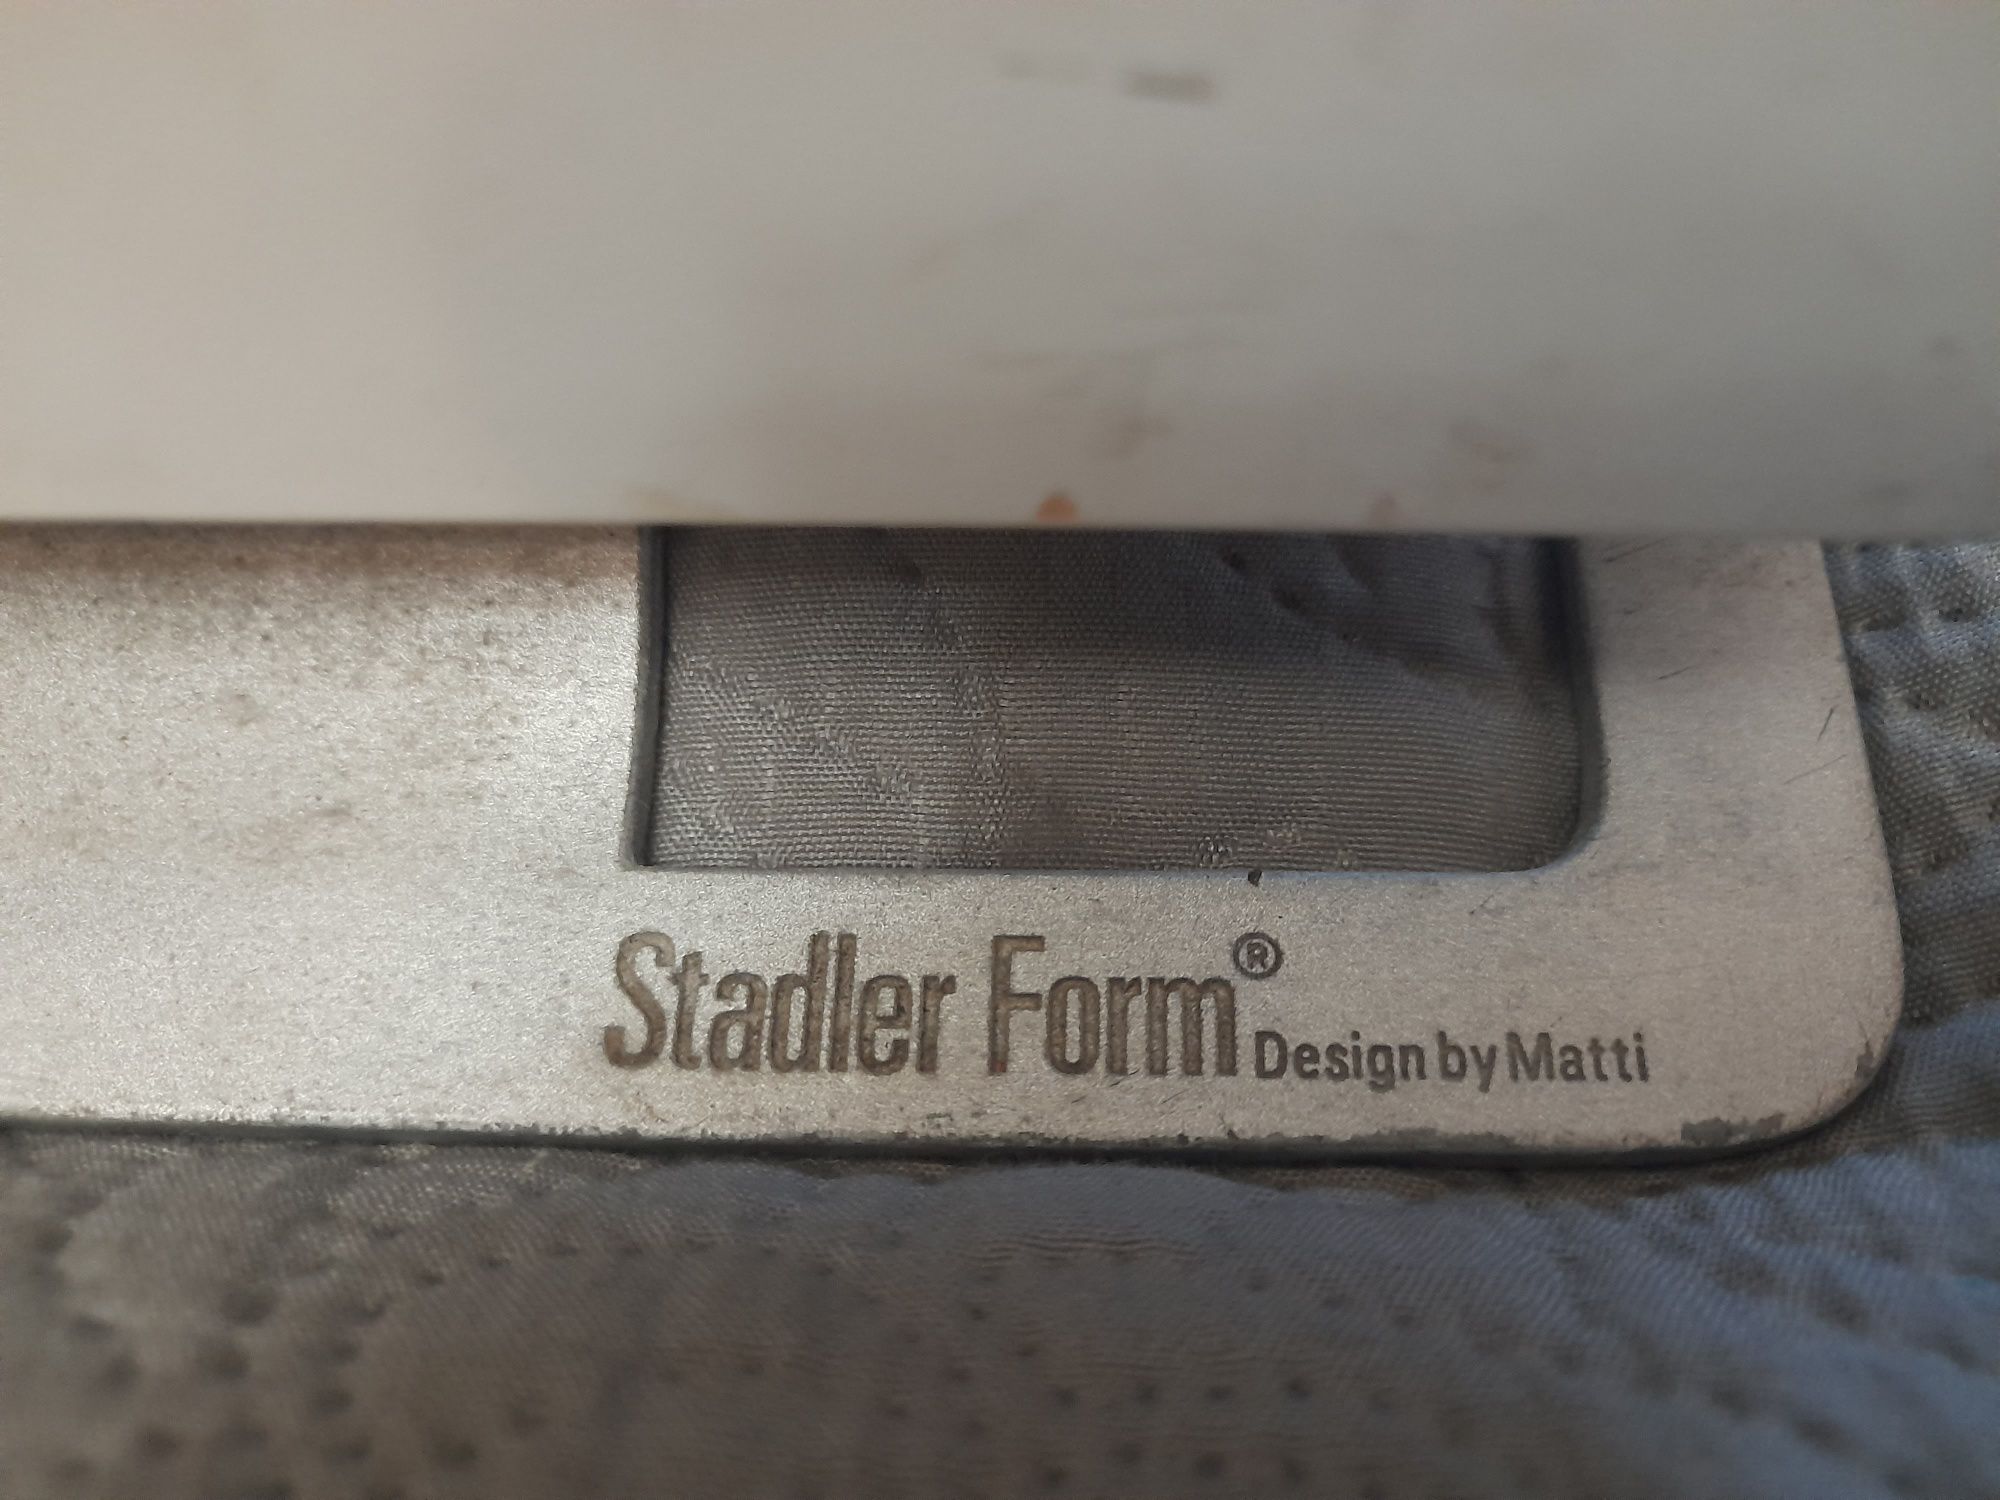 Stadler Form® Design by Matti